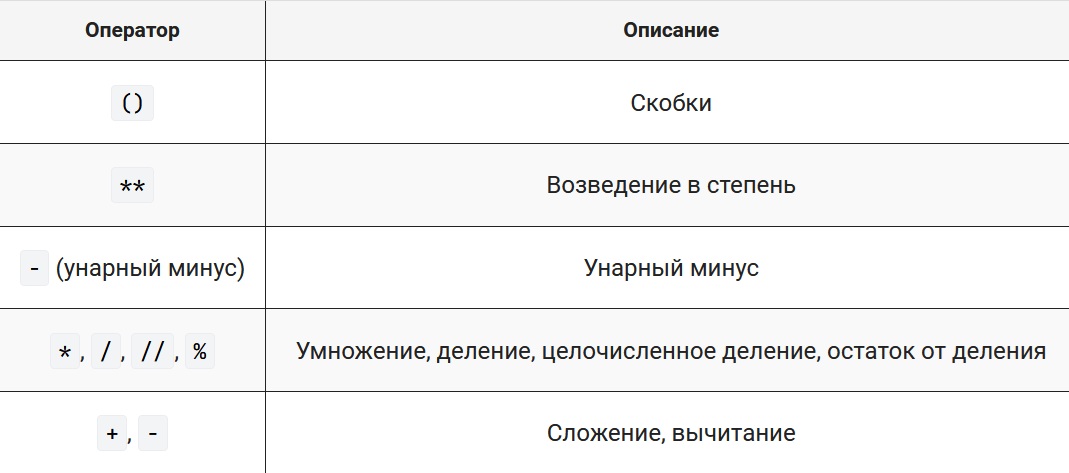 Оператор Описание
() Скобки
** Возведение в степень
- (унарный минус) Унарный минус
*, /, //, % Умножение, деление, целочисленное деление, остаток от деления
+, - Сложение, вычитание